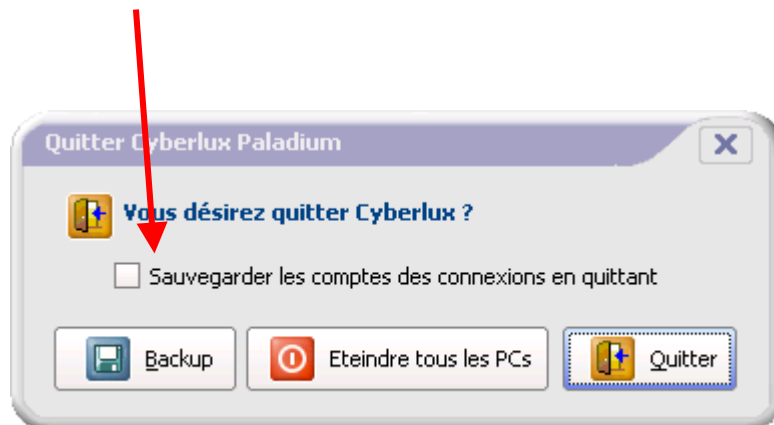 Quitter Cyberlux Paladium
Vous désirez quitter Cyberlux ?
Sauvegarder les comptes des connexions en quittant
Backup
Eteindre tous les PCs
Quitter